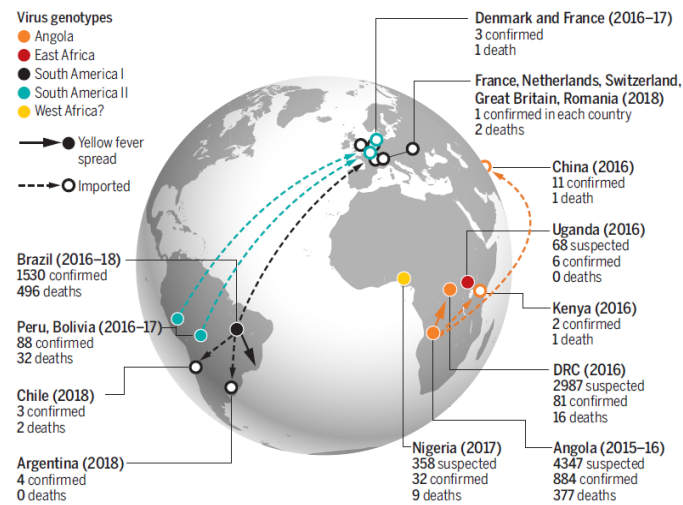 Virus genotypes
Angola
East Africa
South America I
South America II
West Africa?
Yellow fever
spread
Imported
Denmark and France (2016–17)
3 confirmed
1 death
France, Netherlands, Switzerland,
Great Britain, Romania (2018)
1 confirmed in each country
2 deaths
China (2016)
11 confirmed
1 death
Uganda (2016)
68 suspected
6 confirmed
0 deaths
Kenya (2016)
2 confirmed
1 death
DRC (2016)
2987 suspected
81 confirmed
16 deaths
Angola (2015–16)
4347 suspected
884 confirmed
377 deaths
Nigeria (2017)
358 suspected
32 confirmed
9 deaths
Brazil (2016–18)
1530 confirmed
496 deaths
Peru, Bolivia (2016–17)
88 confirmed
32 deaths
Chile (2018)
3 confirmed
2 deaths
Argentina (2018)
4 confirmed
0 deaths